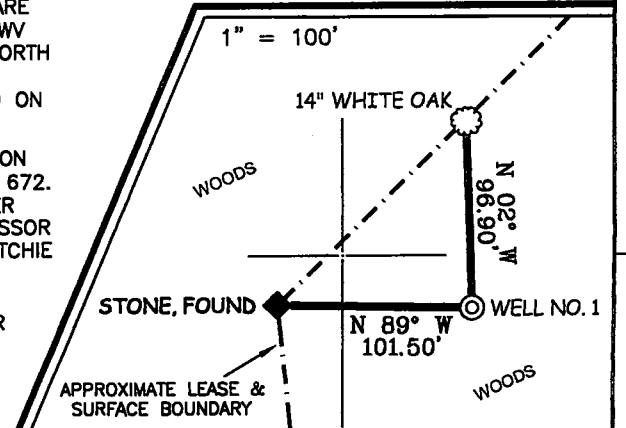 ARE
WV
ORTH
ON
ON
672.
ER
SSOR
TCHIE
R
1" = 100'
14" WHITE OAK
WOODS
N 02° W
96.90'
STONE, FOUND
WELL NO. 1
N 89° W
101.50'
APPROXIMATE LEASE &
SURFACE BOUNDARY
WOODS